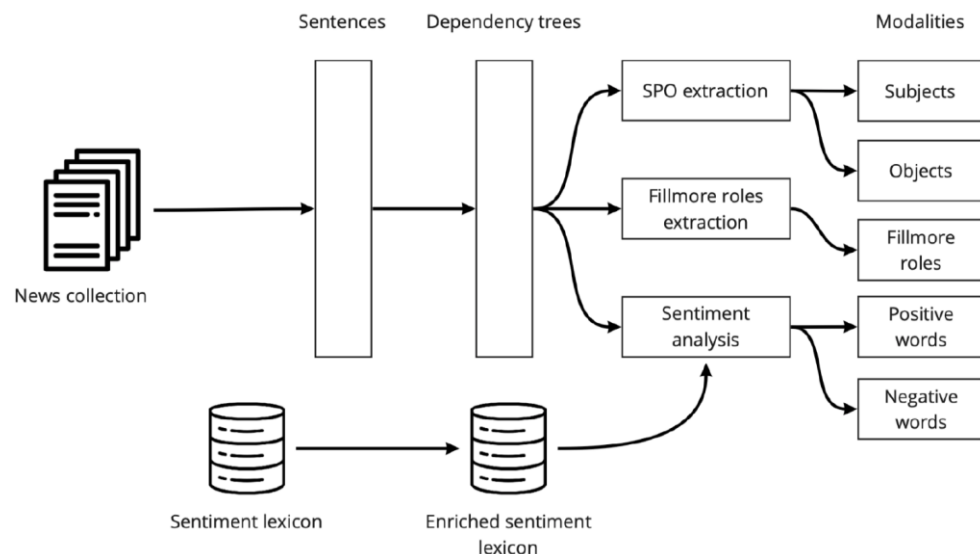 Sentences
Dependency trees
Modalities
SPO extraction
Subjects
Objects
Fillmore roles
extraction
Fillmore
roles
News collection
Sentiment
analysis
Positive
words
Negative
words
Sentiment lexicon
Enriched sentiment
lexicon